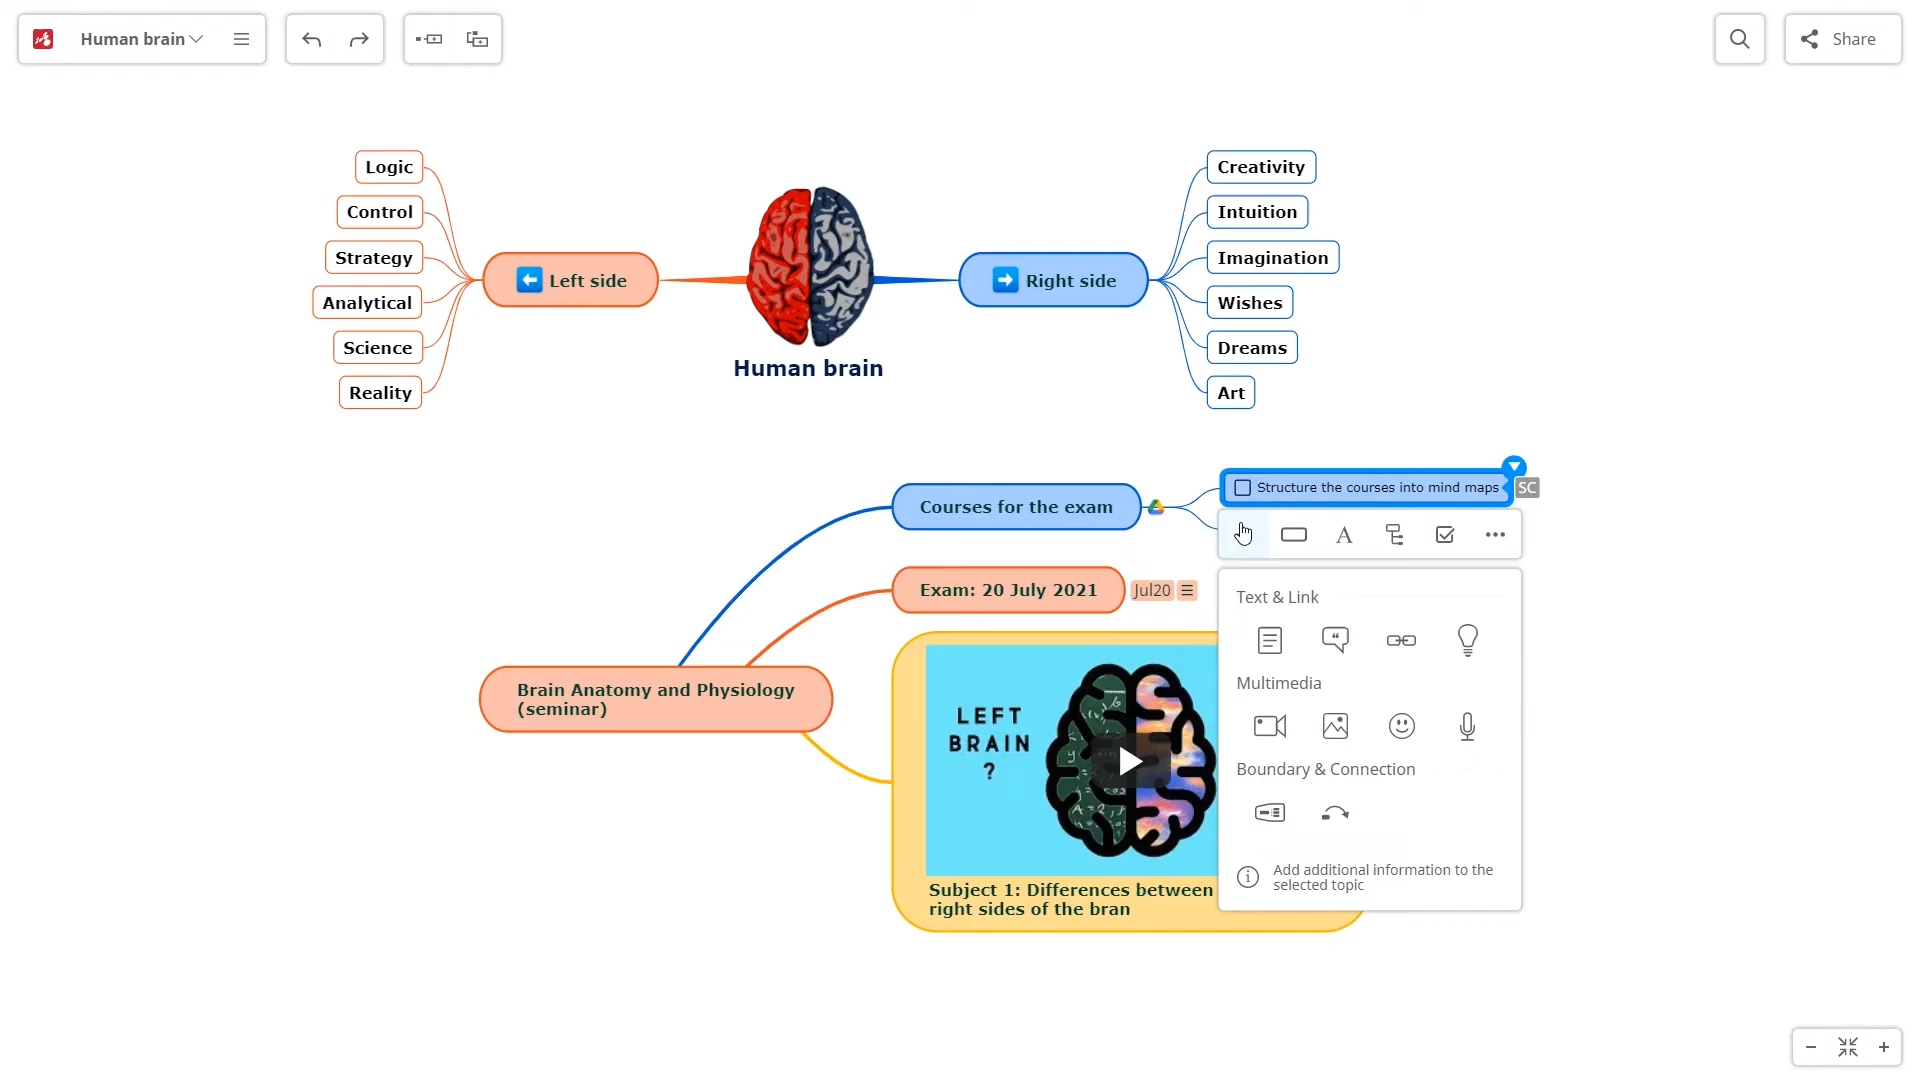 Human brain
Share
Logic
Control
Strategy
Analytical
Science
Reality
Left side
Human brain
Right side
Creativity
Intuition
Imagination
Wishes
Dreams
Art
Courses for the exam
Structure the courses into mind maps
SC
Exam: 20 July 2021
Jul20
Brain Anatomy and Physiology
(seminar)
LEFT
BRAIN
?
Subject 1: Differences between
right sides of the bran
A
Text & Link
Multimedia
Boundary & Connection
Add additional information to the
selected topic